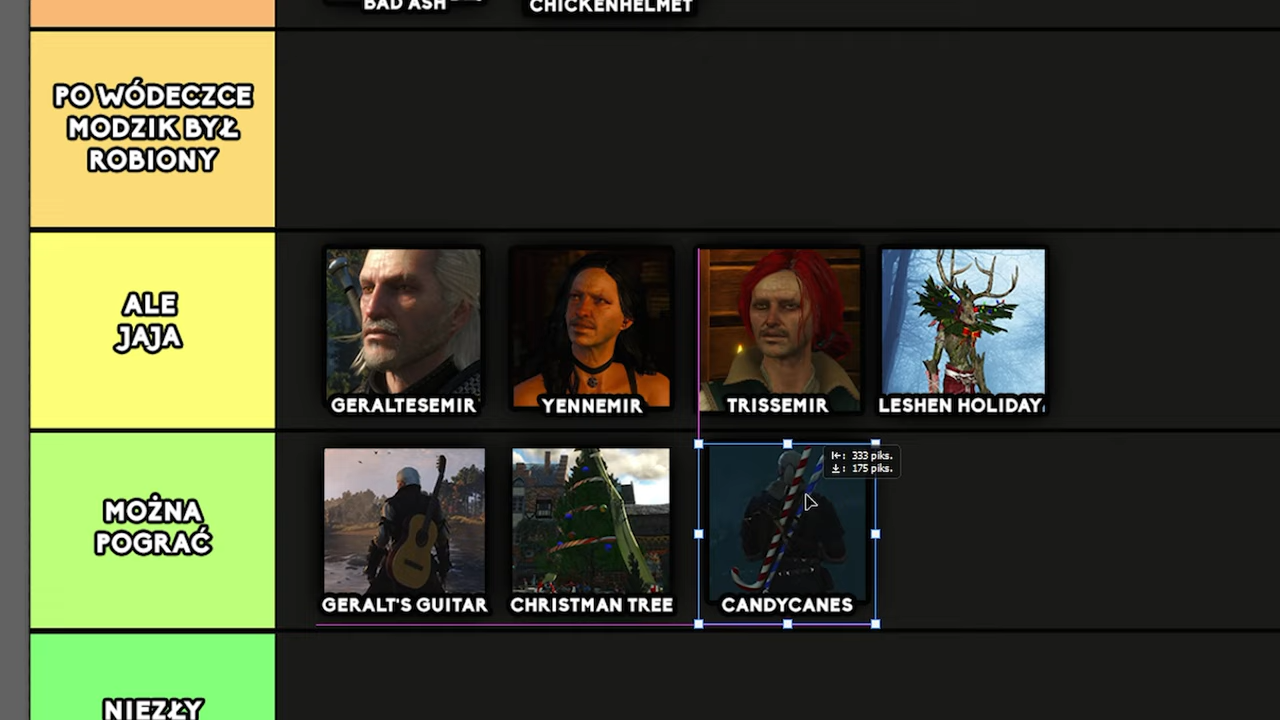 BAD ASH
CHICKENHELMET
PO WÓDECZCE
MODZIK BYŁ
ROBIONY
ALE
JAJA
GERALTESEMIR
YENNEMIR
TRISSEMIR
LESHEN HOLIDAY
MOŻNA
POGRAĆ
GERALT'S GUITAR
CHRISTMAN TREE
CANDYCANES
333 piks.
175 piks.
NIEZŁY